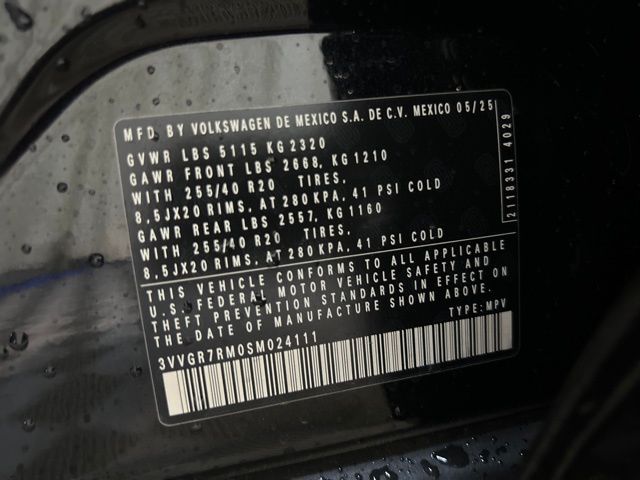 MFD BY VOLKSWAGEN DE MEXICO S.A. DE C.V. MEXICO 05/25
GVWR LBS 5115 KG 2320
GAWR FRONT LBS 2668, KG 1210
WITH 255/40 R20 TIRES,
8,5JX20 RIMS, AT 280 KPA, 41 PSI COLD
GAWR REAR LBS 2557, KG 1160
WITH 255/40 R20 TIRES,
8,5JX20 RIMS, AT 280 KPA, 41 PSI COLD
THIS VEHICLE CONFORMS TO ALL APPLICABLE
U.S. FEDERAL MOTOR VEHICLE SAFETY AND
THEFT PREVENTION STANDARDS IN EFFECT ON
THE DATE OF MANUFACTURE SHOWN ABOVE.
TYPE: MPV
3VVGR7RM0SM024111
2118331 4029